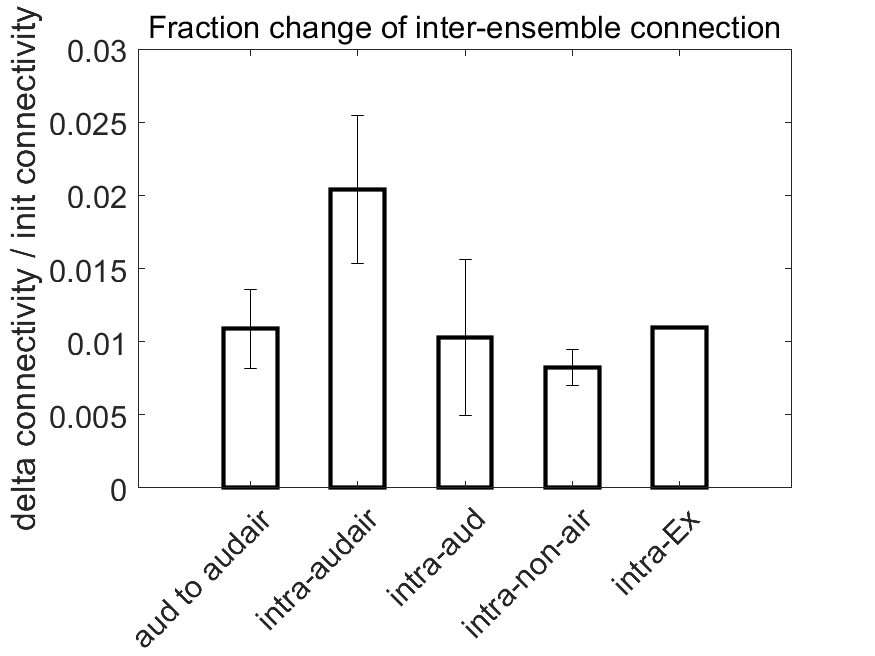 Fraction change of inter-ensemble connection
delta connectivity / init connectivity
0.03
0.025
0.02
0.015
0.01
0.005
0
aud to audair
intra-audair
intra-aud
intra-non-air
intra-Ex